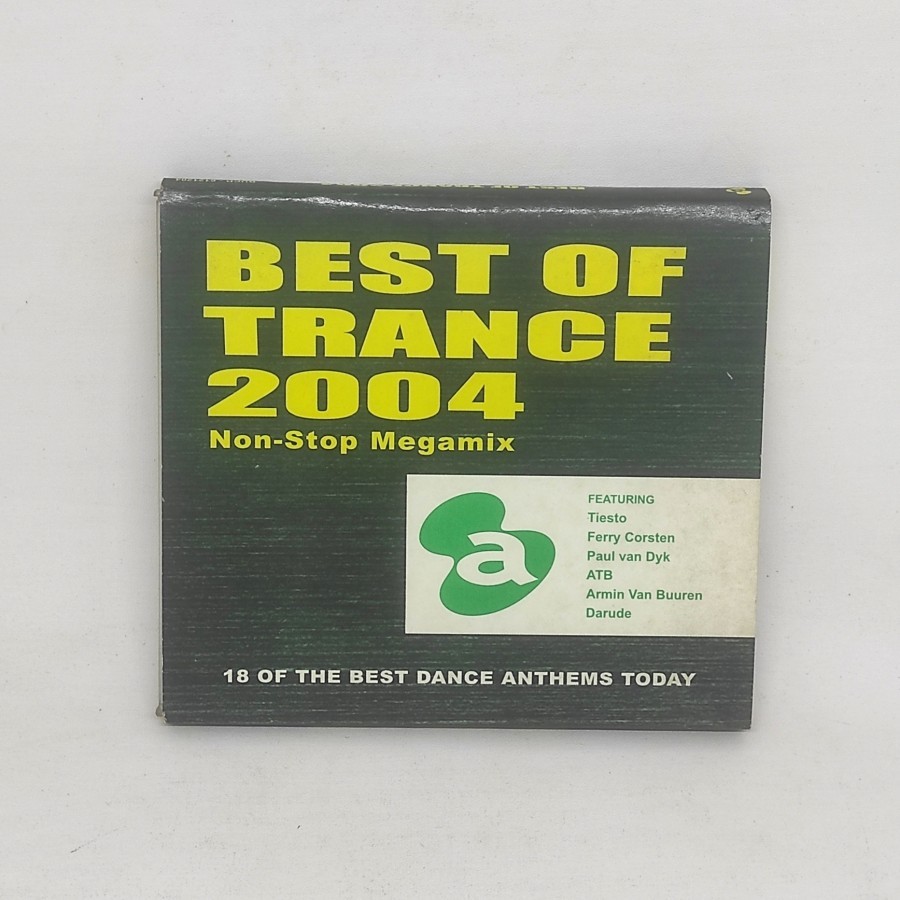 BEST OF
TRANCE
2004
Non-Stop Megamix
a
FEATURING
Tiesto
Ferry Corsten
Paul van Dyk
ATB
Armin Van Buuren
Darude
18 OF THE BEST DANCE ANTHEMS TODAY